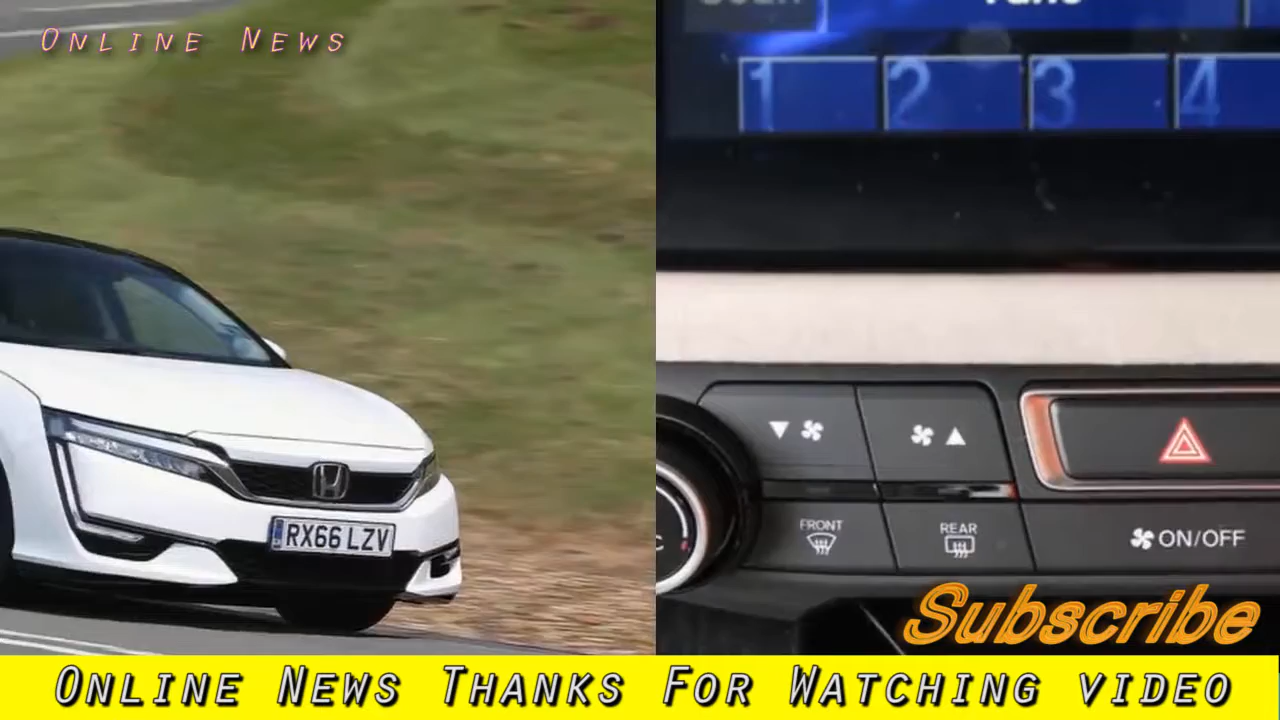 ONLINE NEWS
1 2 3 4
FRONT
REAR
ON/OFF
RX66 LZV
Subscribe
ONLINE NEWS THANKS FOR WATCHING VIDEO